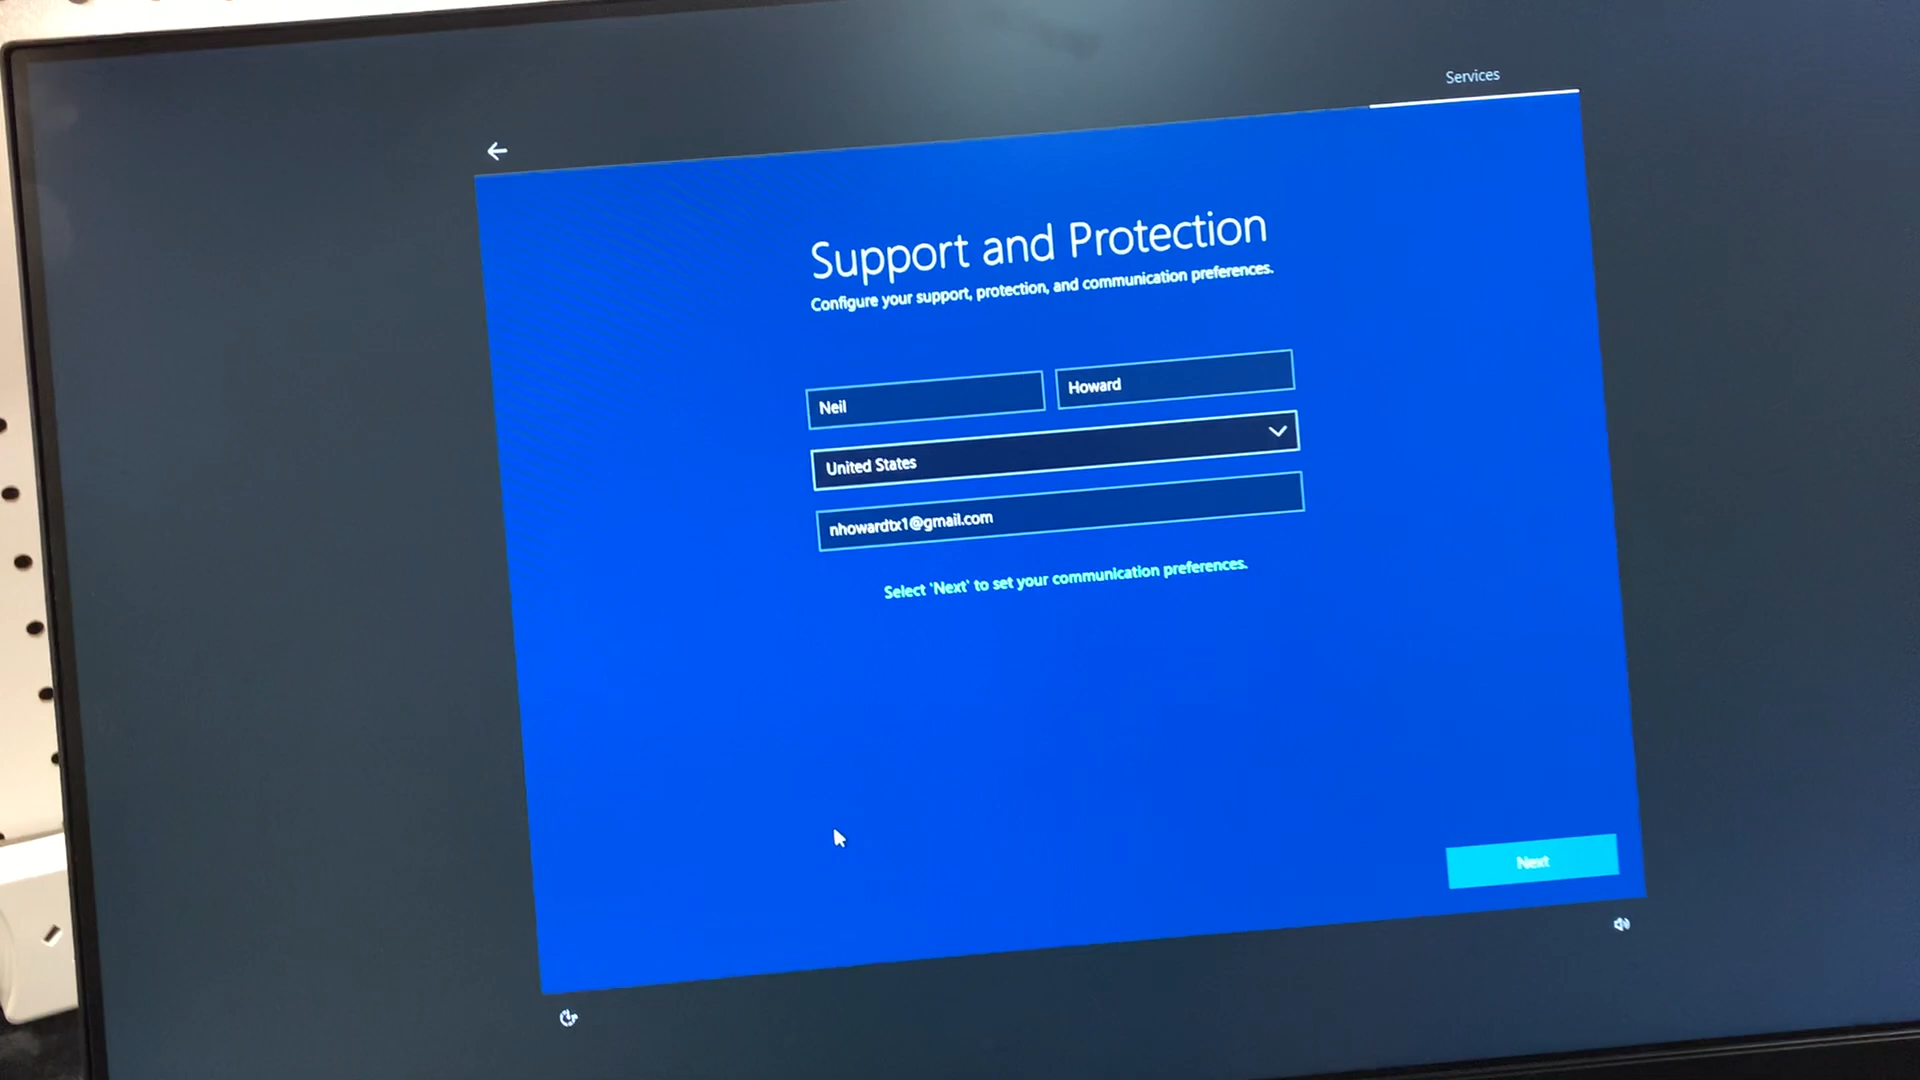 Services
Support and Protection
Configure your support, protection, and communication preferences.
Neil
Howard
United States
nhowardtx1@gmail.com
Select 'Next' to set your communication preferences.
Next